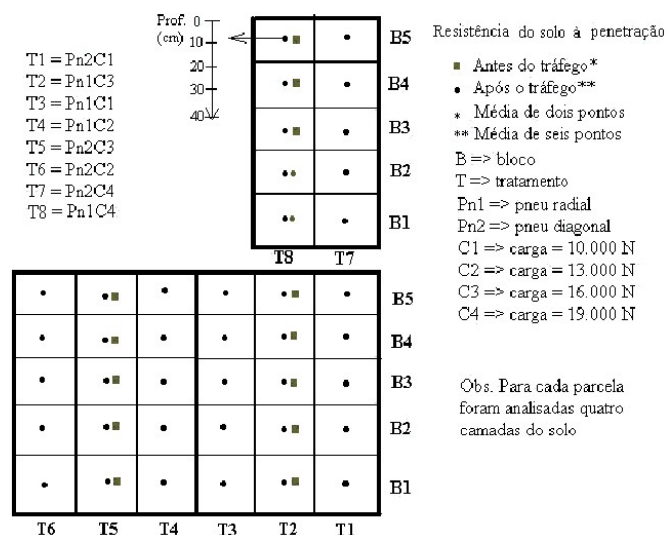 T1 = Pn2C1
T2 = Pn1C3
T3 = Pn1C1
T4 = Pn1C2
T5 = Pn2C3
T6 = Pn2C2
T7 = Pn2C4
T8 = Pn1C4
Prof.
(cm)
0
10
20
30
40
B5
B4
B3
B2
B1
T8 T7
B5
B4
B3
B2
B1
T6 T5 T4 T3 T2 T1
Resistência do solo à penetração
Antes do tráfego*
Após o tráfego**
* Média de dois pontos
** Média de seis pontos
B => bloco
T => tratamento
Pn1 => pneu radial
Pn2 => pneu diagonal
C1 => carga = 10.000 N
C2 => carga = 13.000 N
C3 => carga = 16.000 N
C4 => carga = 19.000 N
Obs. Para cada parcela
foram analisadas quatro
camadas do solo